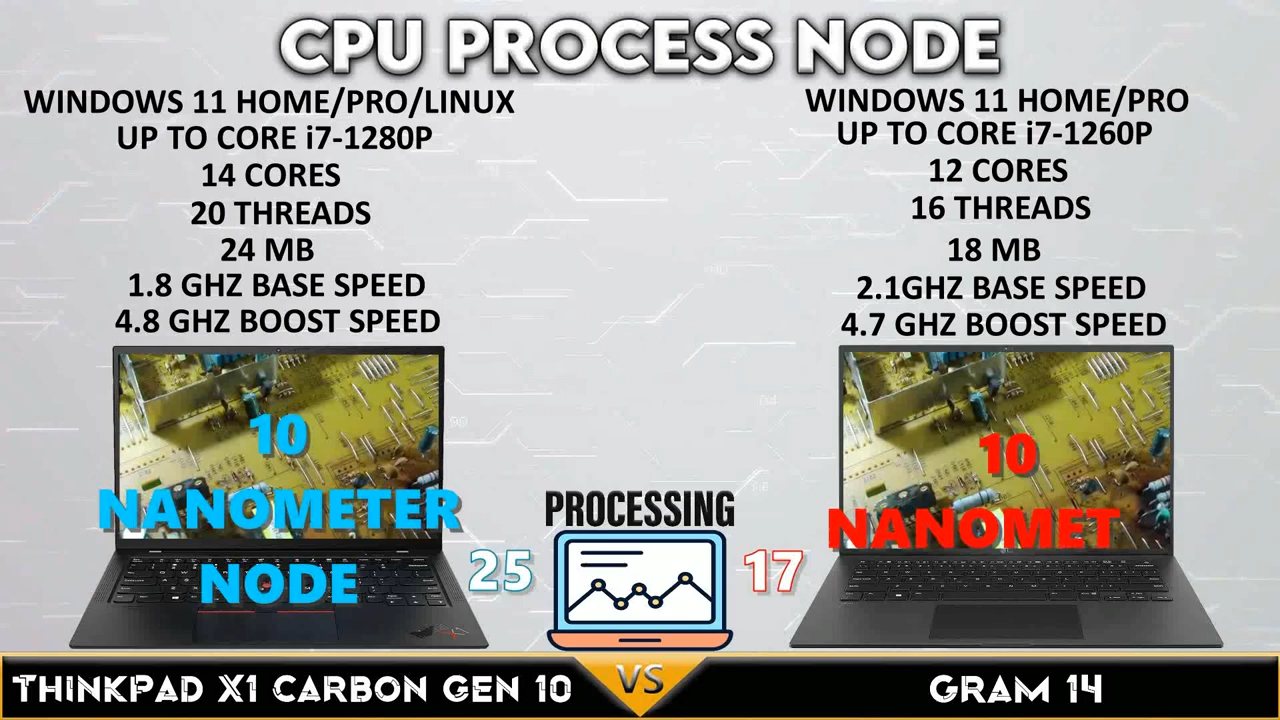 CPU PROCESS NODE
WINDOWS 11 HOME/PRO/LINUX
UP TO CORE i7-1280P
14 CORES
20 THREADS
24 MB
1.8 GHZ BASE SPEED
4.8 GHZ BOOST SPEED
10
NANOMETER
NODE
WINDOWS 11 HOME/PRO
UP TO CORE i7-1260P
12 CORES
16 THREADS
18 MB
2.1GHZ BASE SPEED
4.7 GHZ BOOST SPEED
10
NANOMET
PROCESSING
25
17
THINKPAD X1 CARBON GEN 10
VS
GRAM 14